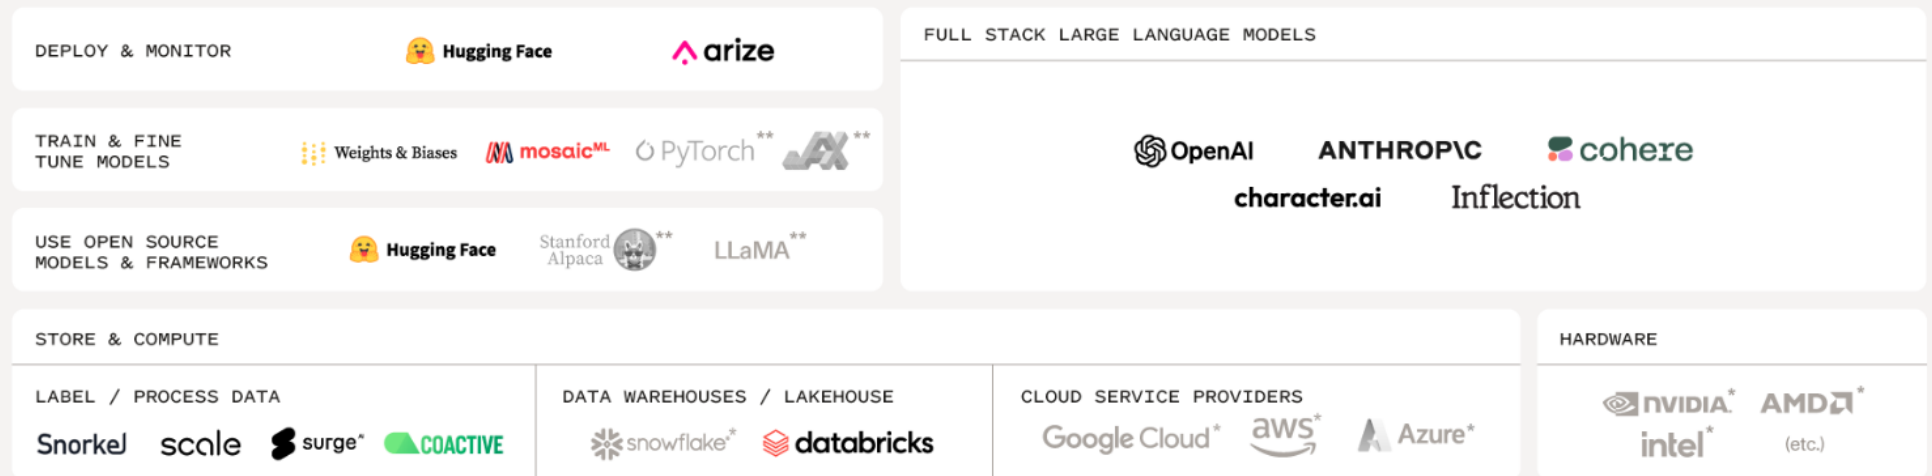 DEPLOY & MONITOR
Hugging Face
arize
TRAIN & FINE
TUNE MODELS
Weights & Biases
mosaicML
PyTorch**
JAX**
USE OPEN SOURCE
MODELS & FRAMEWORKS
Hugging Face
Stanford
Alpaca**
LLaMA**
FULL STACK LARGE LANGUAGE MODELS
OpenAI
ANTHROP\C
cohere
character.ai
Inflection
STORE & COMPUTE
LABEL / PROCESS DATA
Snorkel
scale
surge
COACTIVE
DATA WAREHOUSES / LAKEHOUSE
snowflake*
databricks
CLOUD SERVICE PROVIDERS
Google Cloud*
aws*
Azure*
HARDWARE
NVIDIA.*
AMD*
intel*
(etc.)